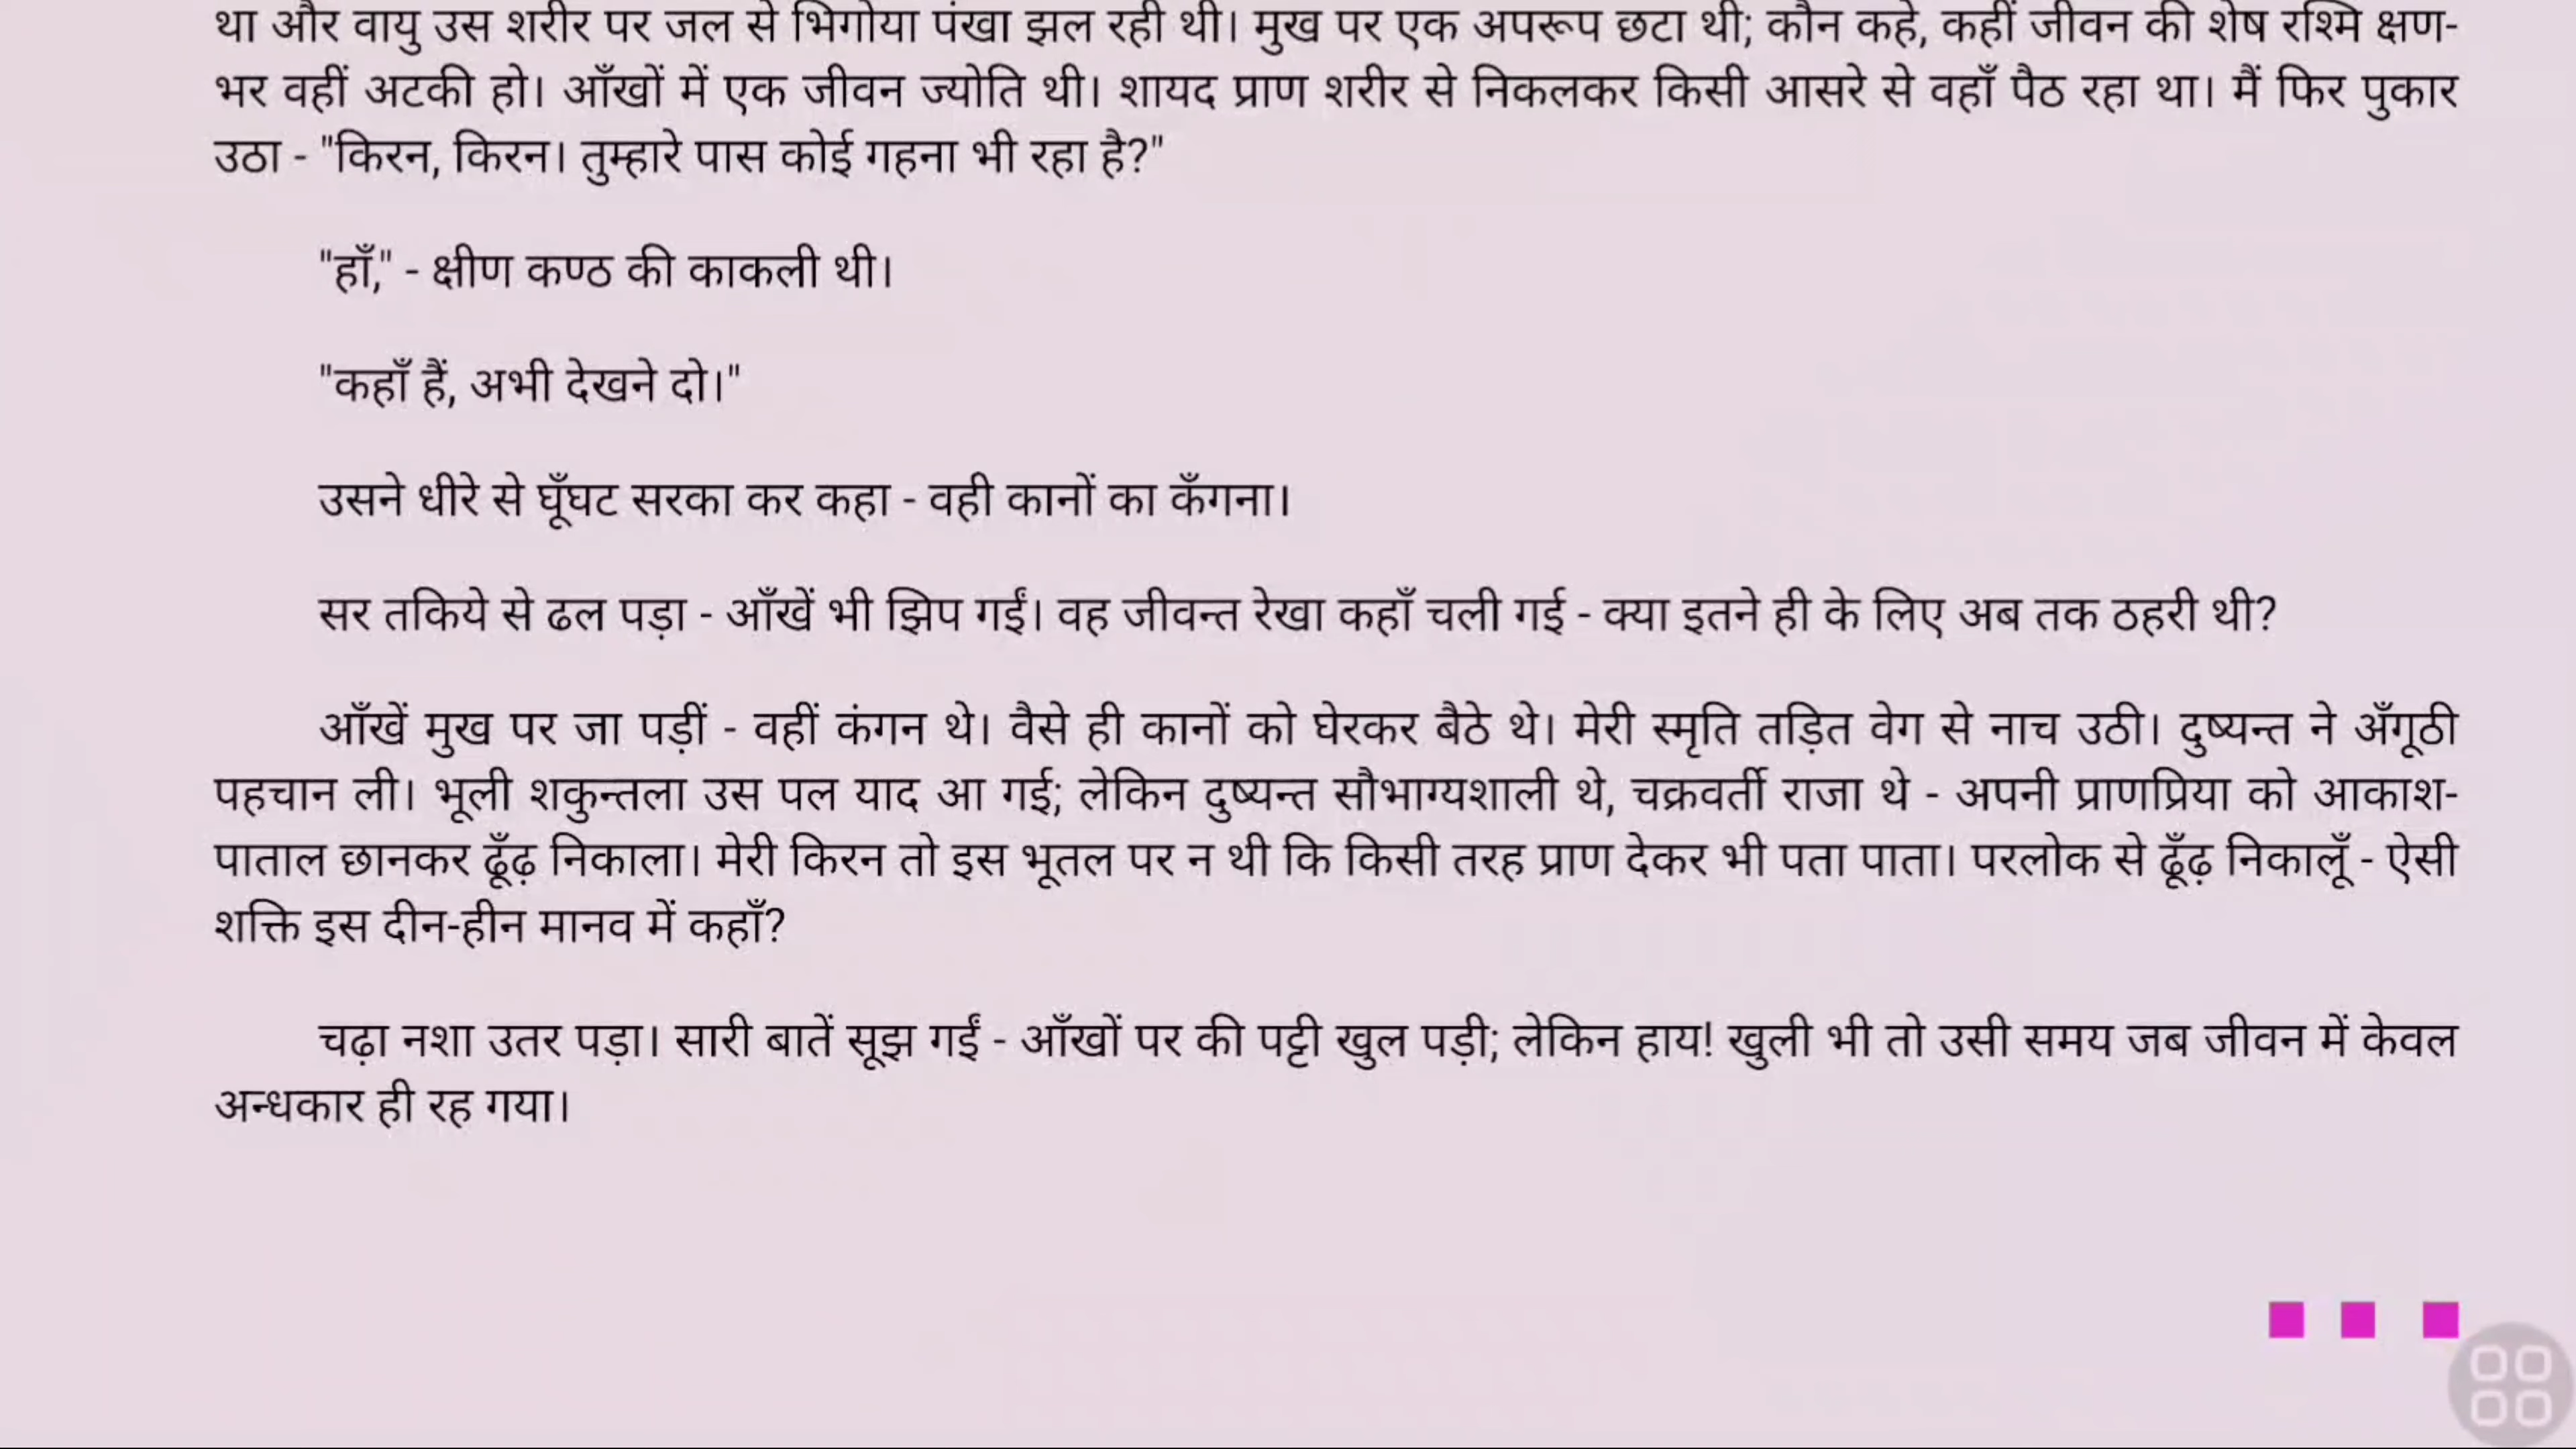 था और वायु उस शरीर पर जल से भिगोया पंखा झल रही थी। मुख पर एक अपरूप छटा थी; कौन कहे, कहीं जीवन की शेष रश्मि क्षण-
भर वहीं अटकी हो। आँखों में एक जीवन ज्योति थी। शायद प्राण शरीर से निकलकर किसी आसरे से वहाँ पैठ रहा था। मैं फिर पुकार
उठा - "किरन, किरन। तुम्हारे पास कोई गहना भी रहा है?"
"हाँ," - क्षीण कण्ठ की काकली थी।
"कहाँ हैं, अभी देखने दो।"
उसने धीरे से घूँघट सरका कर कहा - वही कानों का कँगना।
सर तकिये से ढल पड़ा - आँखें भी झिप गईं। वह जीवन्त रेखा कहाँ चली गई - क्या इतने ही के लिए अब तक ठहरी थी?
आँखें मुख पर जा पड़ीं - वहीं कंगन थे। वैसे ही कानों को घेरकर बैठे थे। मेरी स्मृति तड़ित वेग से नाच उठी। दुष्यन्त ने अँगूठी
पहचान ली। भूली शकुन्तला उस पल याद आ गई; लेकिन दुष्यन्त सौभाग्यशाली थे, चक्रवर्ती राजा थे - अपनी प्राणप्रिया को आकाश-
पाताल छानकर ढूँढ़ निकाला। मेरी किरन तो इस भूतल पर न थी कि किसी तरह प्राण देकर भी पता पाता। परलोक से ढूँढ़ निकालूँ - ऐसी
शक्ति इस दीन-हीन मानव में कहाँ?
चढ़ा नशा उतर पड़ा। सारी बातें सूझ गईं - आँखों पर की पट्टी खुल पड़ी; लेकिन हाय! खुली भी तो उसी समय जब जीवन में केवल
अन्धकार ही रह गया।